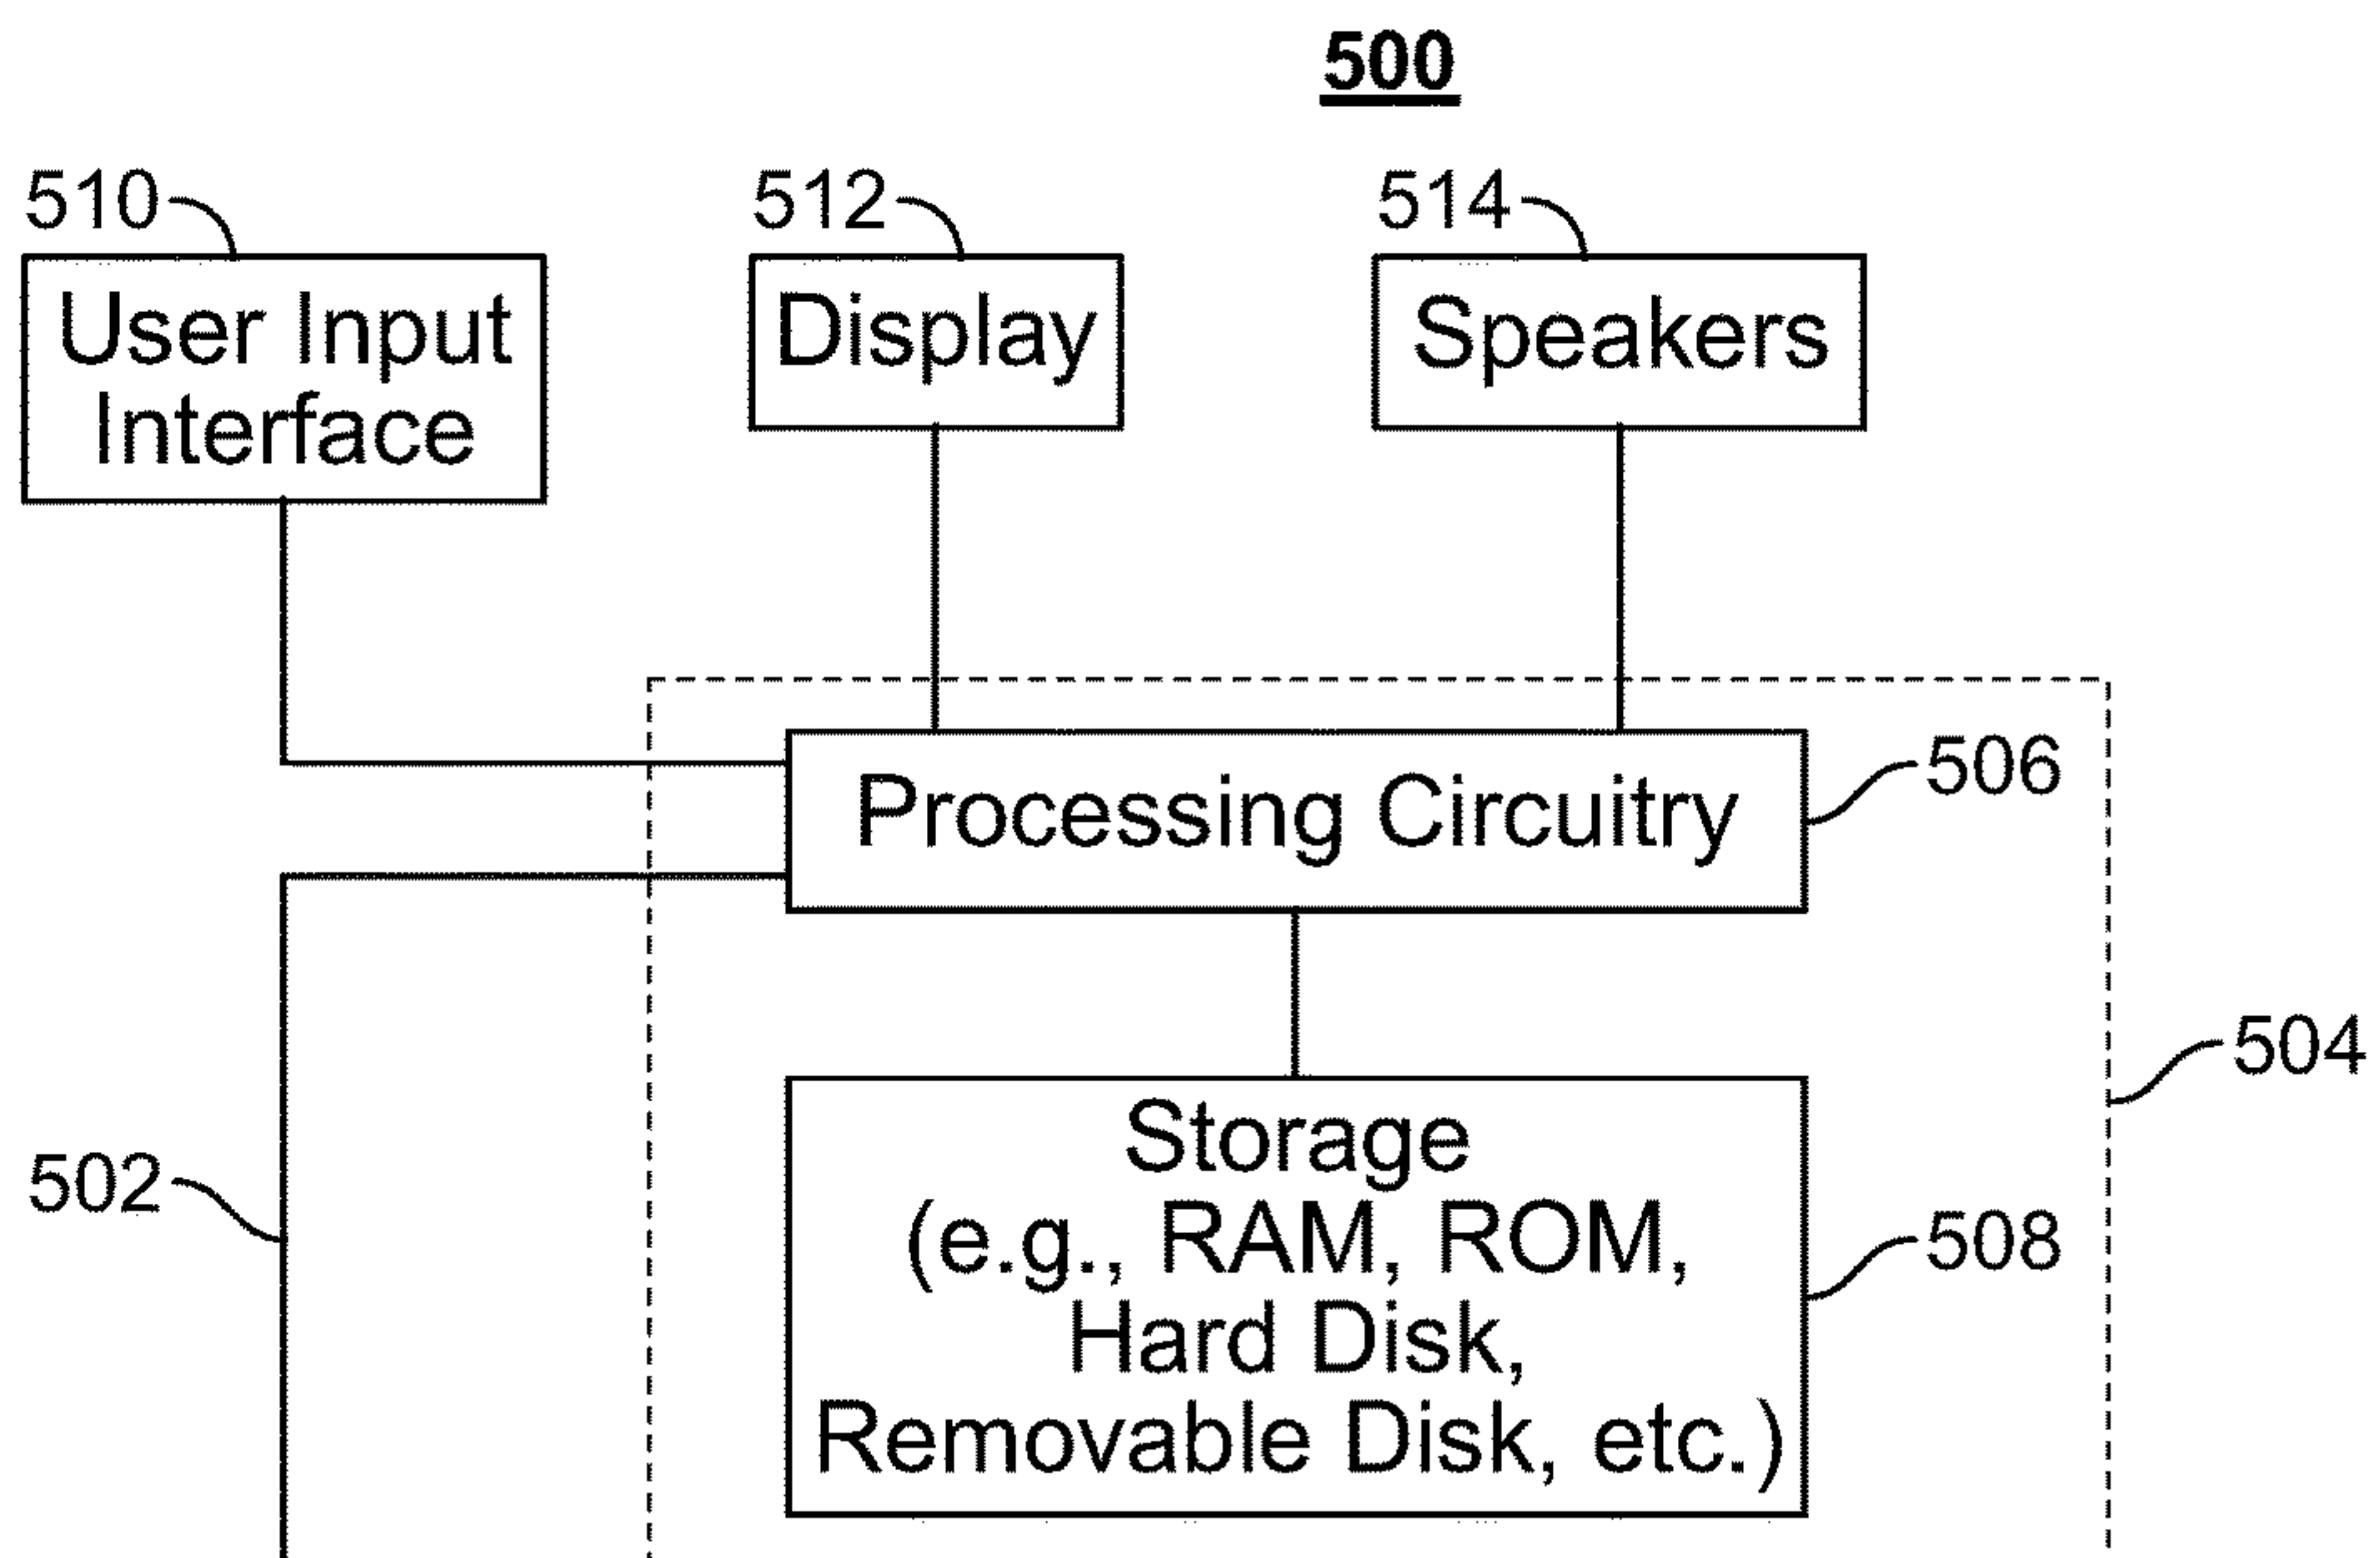 500
510
512
514
User Input
Interface
Display
Speakers
Processing Circuitry
506
504
502
Storage
(e.g., RAM, ROM,
Hard Disk,
Removable Disk, etc.)
508